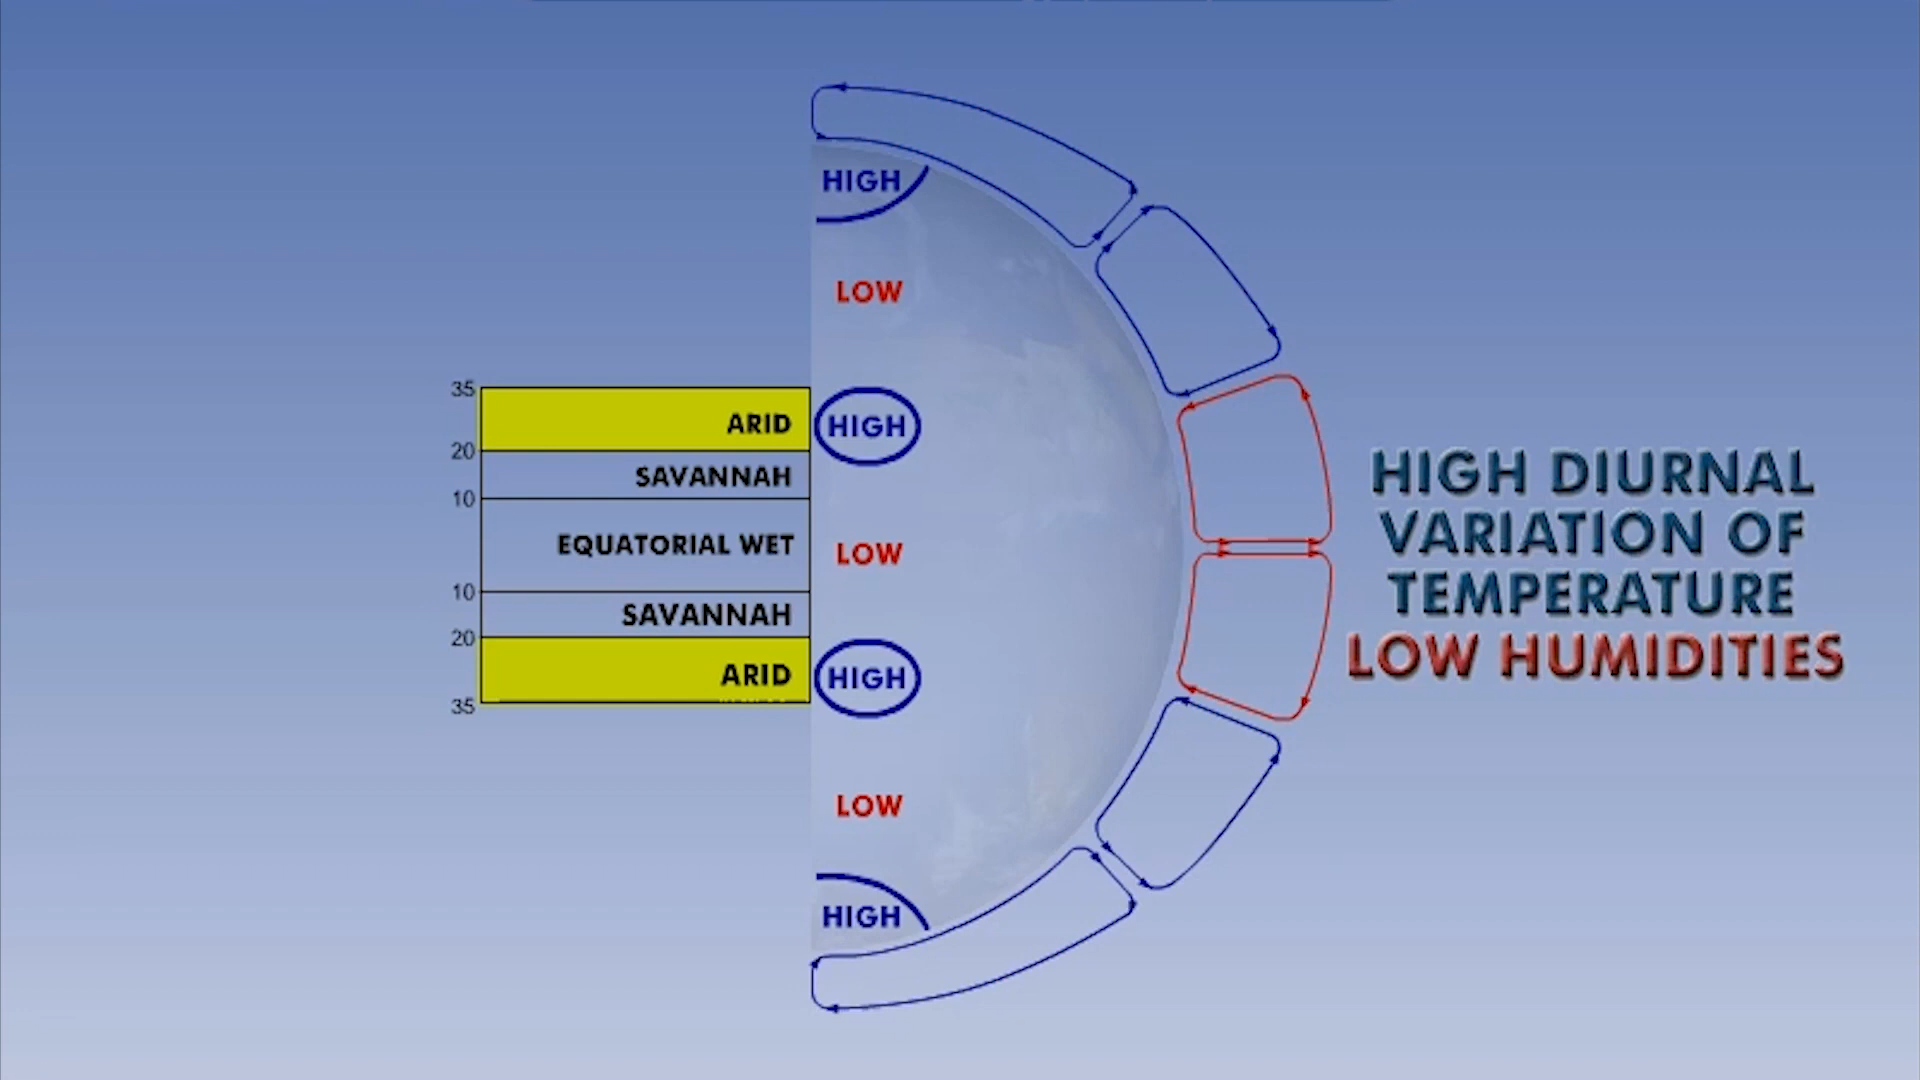 HIGH
LOW
35
ARID
HIGH
20
SAVANNAH
10
EQUATORIAL WET
LOW
10
SAVANNAH
20
ARID
HIGH
35
LOW
HIGH
HIGH DIURNAL
VARIATION OF
TEMPERATURE
LOW HUMIDITIES